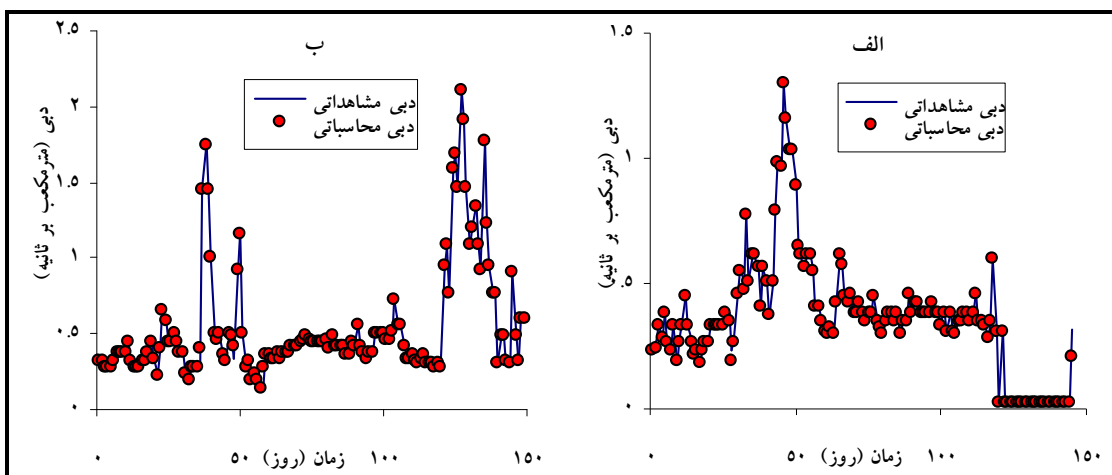 الف
۱.۵
۱
۰.۵
۰
دبی (مترمکعب بر ثانیه)
دبی مشاهداتی
دبی محاسباتی
۰ ۵۰ ۱۰۰ ۱۵۰
زمان (روز)
ب
۲.۵
۲
۱.۵
۱
۰.۵
۰
دبی (مترمکعب بر ثانیه)
دبی مشاهداتی
دبی محاسباتی
۰ ۵۰ ۱۰۰ ۱۵۰
زمان (روز)